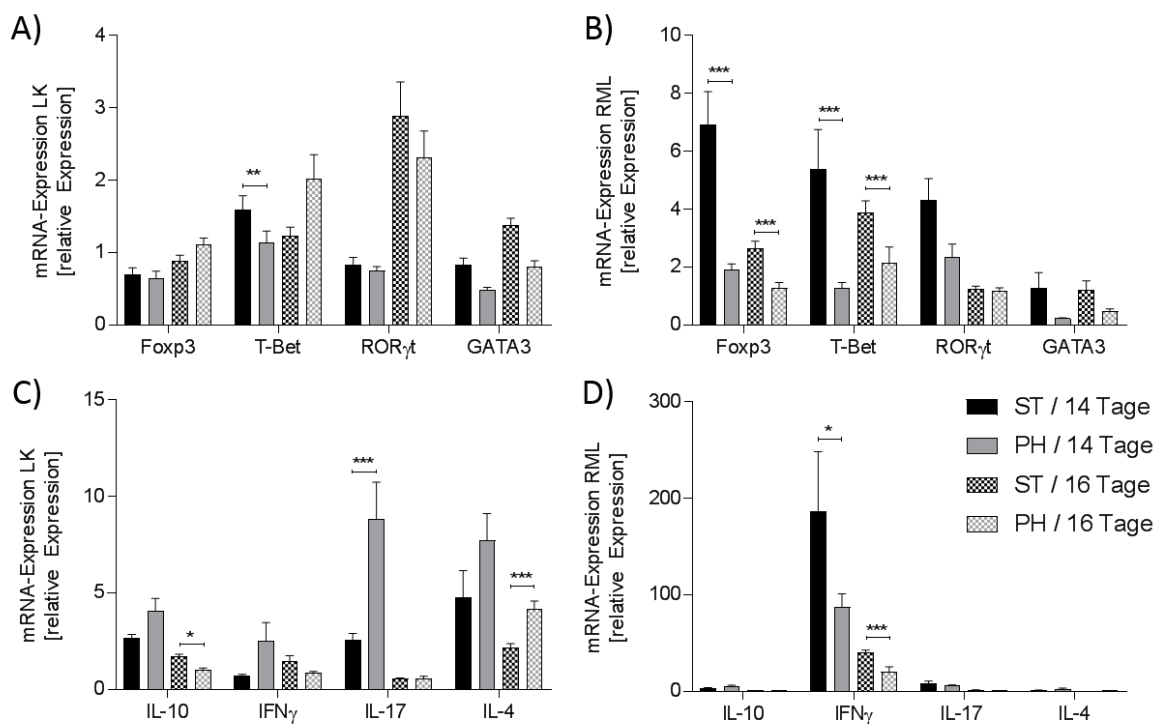 A)
mRNA-Expression LK
[relative Expression]
4
3
2
1
0
**
Foxp3 T-Bet RORγt GATA3
B)
mRNA-Expression RML
[relative Expression]
10
8
6
4
2
0
***
***
***
***
Foxp3 T-Bet RORγt GATA3
C)
mRNA-Expression LK
[relative Expression]
15
10
5
0
*
***
***
IL-10 IFNγ IL-17 IL-4
D)
mRNA-Expression RML
[relative Expression]
300
200
100
0
*
***
IL-10 IFNγ IL-17 IL-4
ST / 14 Tage
PH / 14 Tage
ST / 16 Tage
PH / 16 Tage